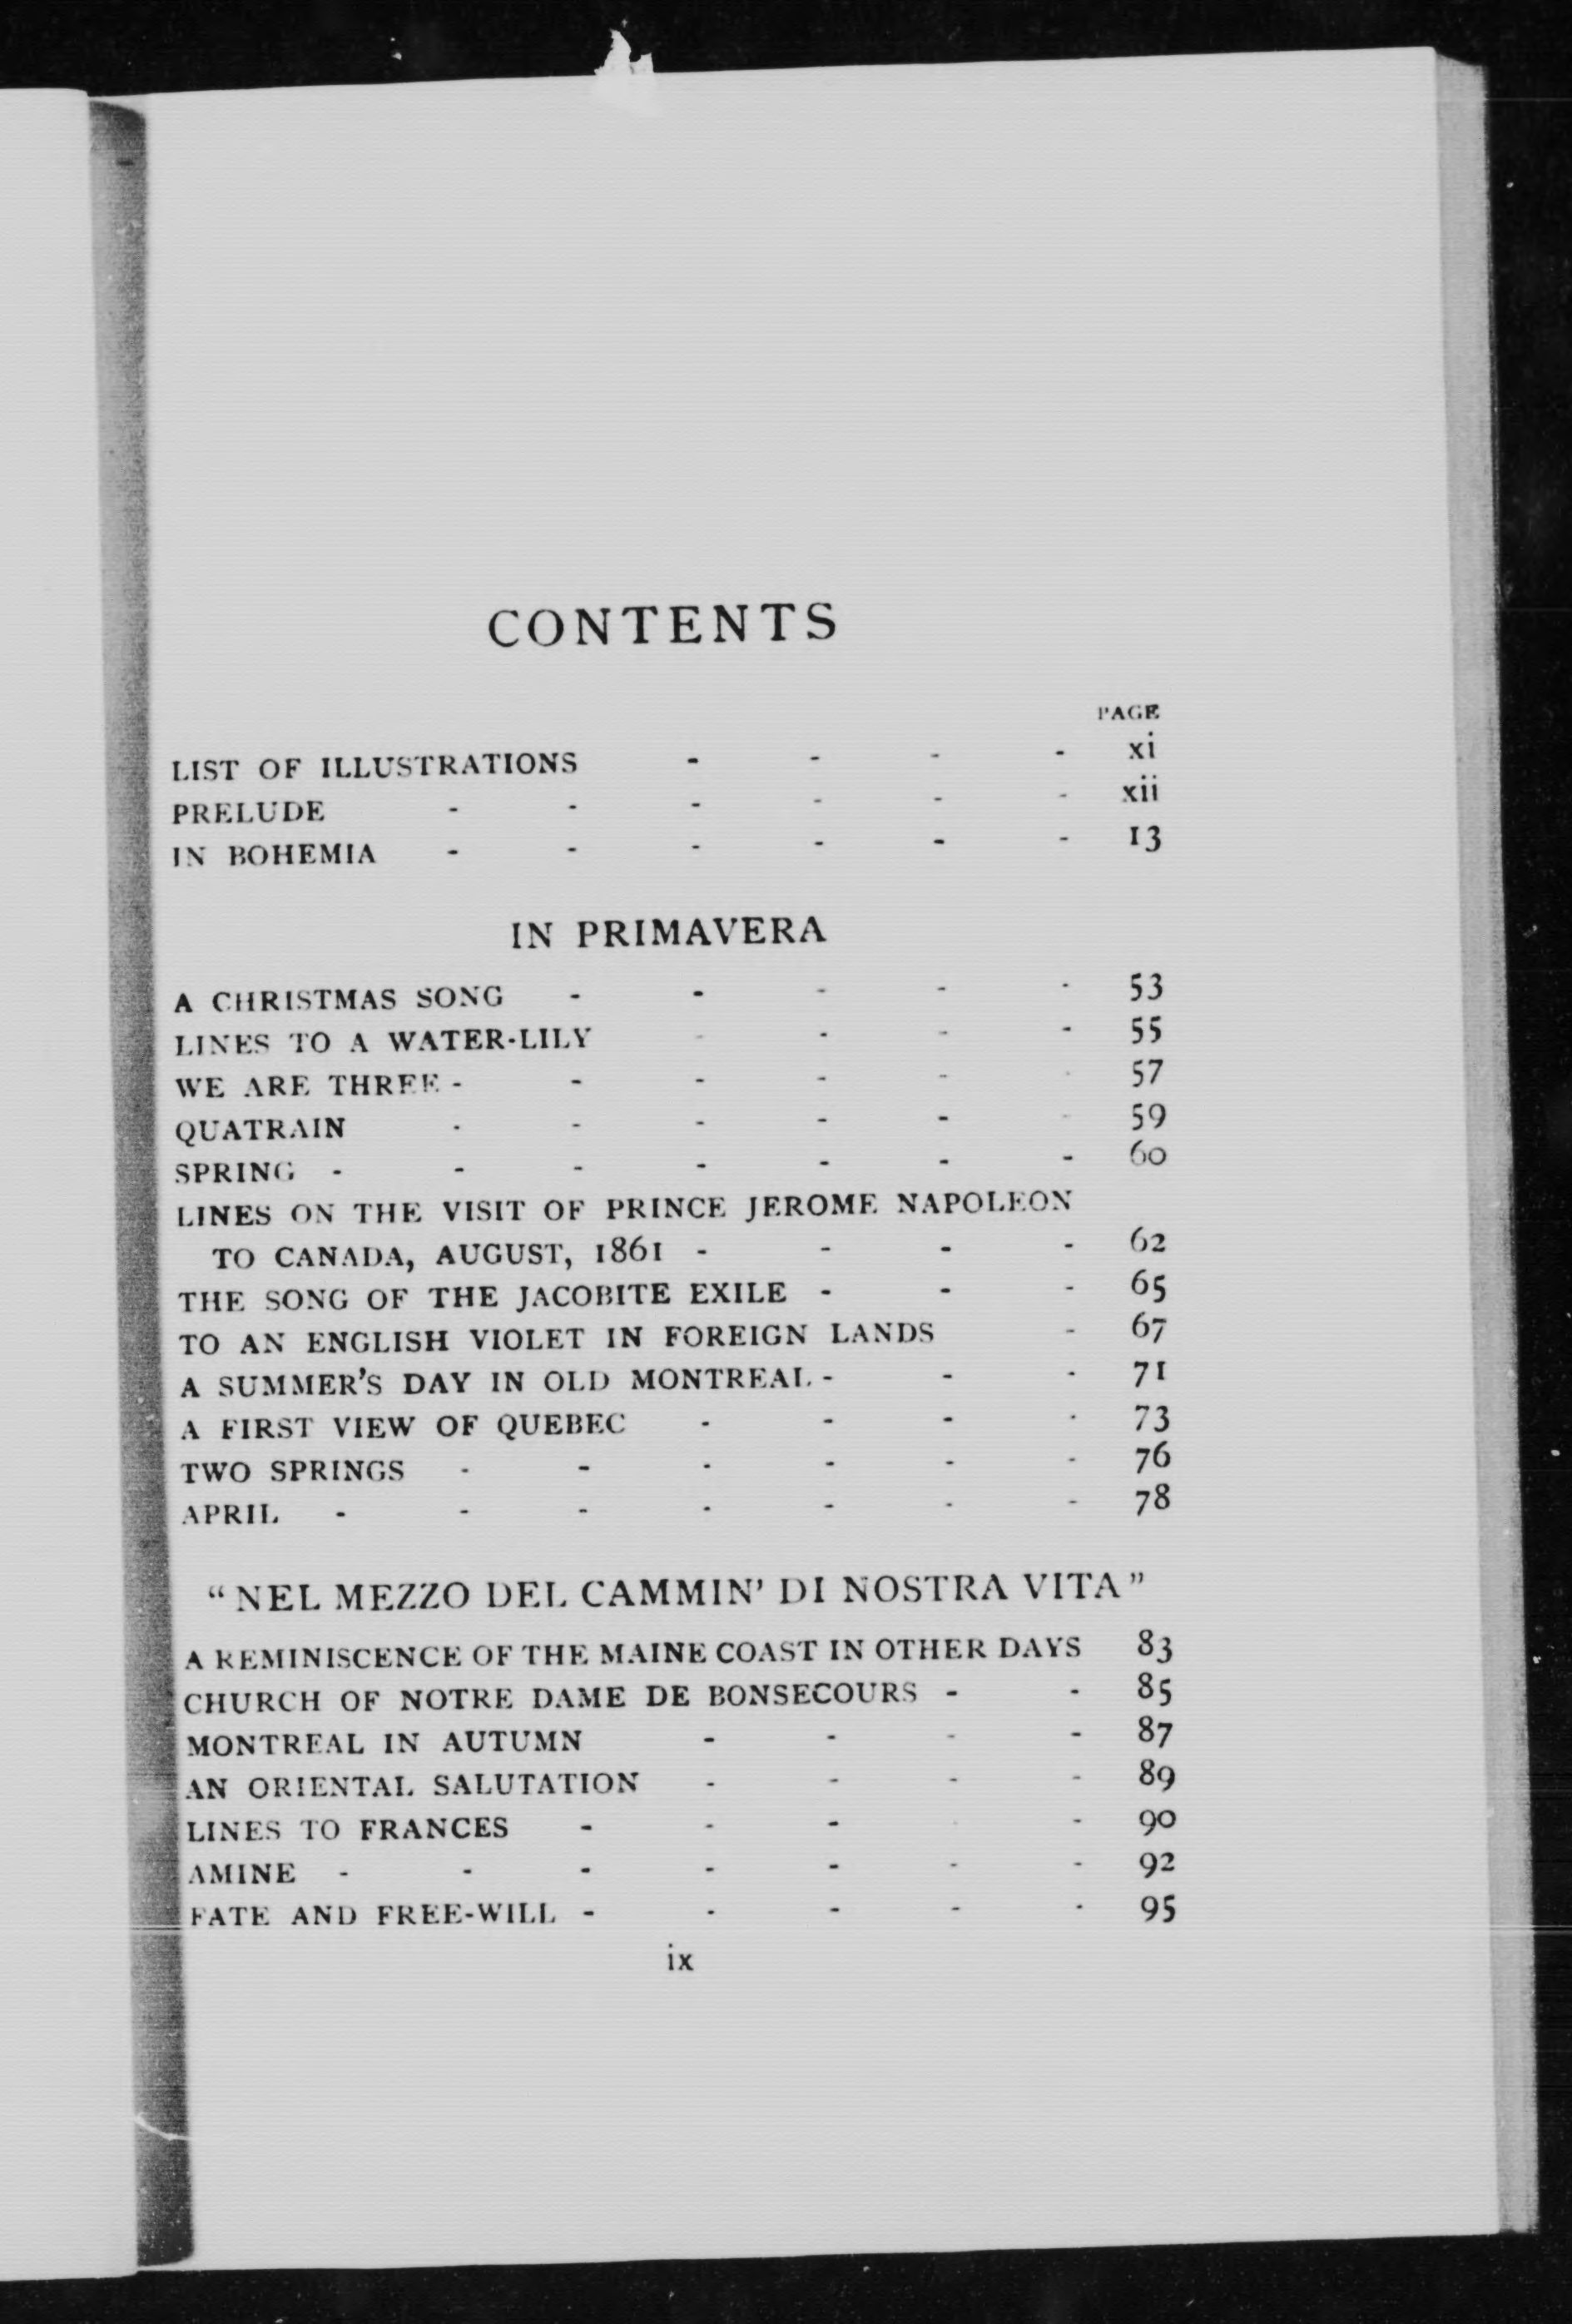 CONTENTS
PAGE
LIST OF ILLUSTRATIONS - - - - xi
PRELUDE - - - - - - xii
IN BOHEMIA - - - - - - 13
IN PRIMAVERA
A CHRISTMAS SONG - - - - - 53
LINES TO A WATER-LILY - - - - 55
WE ARE THREE - - - - - - 57
QUATRAIN - - - - - - 59
SPRING - - - - - - - 60
LINES ON THE VISIT OF PRINCE JEROME NAPOLEON
TO CANADA, AUGUST, 1861 - - - - 62
THE SONG OF THE JACOBITE EXILE - - - 65
TO AN ENGLISH VIOLET IN FOREIGN LANDS - 67
A SUMMER'S DAY IN OLD MONTREAL - - - 71
A FIRST VIEW OF QUEBEC - - - - 73
TWO SPRINGS - - - - - - 76
APRIL - - - - - - - 78
"NEL MEZZO DEL CAMMIN' DI NOSTRA VITA"
A REMINISCENCE OF THE MAINE COAST IN OTHER DAYS 83
CHURCH OF NOTRE DAME DE BONSECOURS - - 85
MONTREAL IN AUTUMN - - - - 87
AN ORIENTAL SALUTATION - - - - 89
LINES TO FRANCES - - - - - 90
AMINE - - - - - - - 92
FATE AND FREE-WILL - - - - - 95
ix